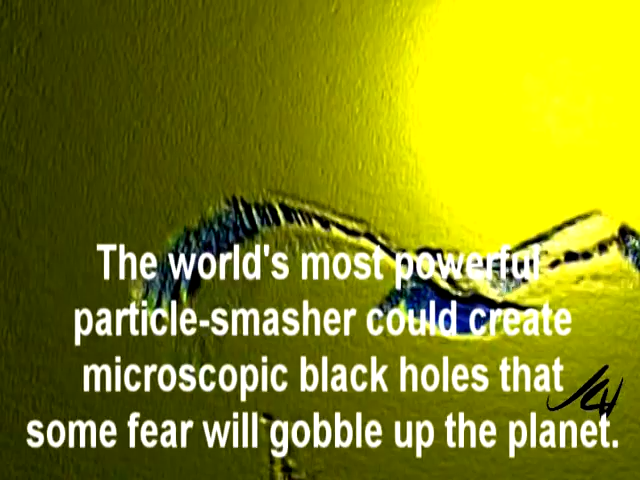 The world's most powerful
particle-smasher could create
microscopic black holes that
some fear will gobble up the planet.